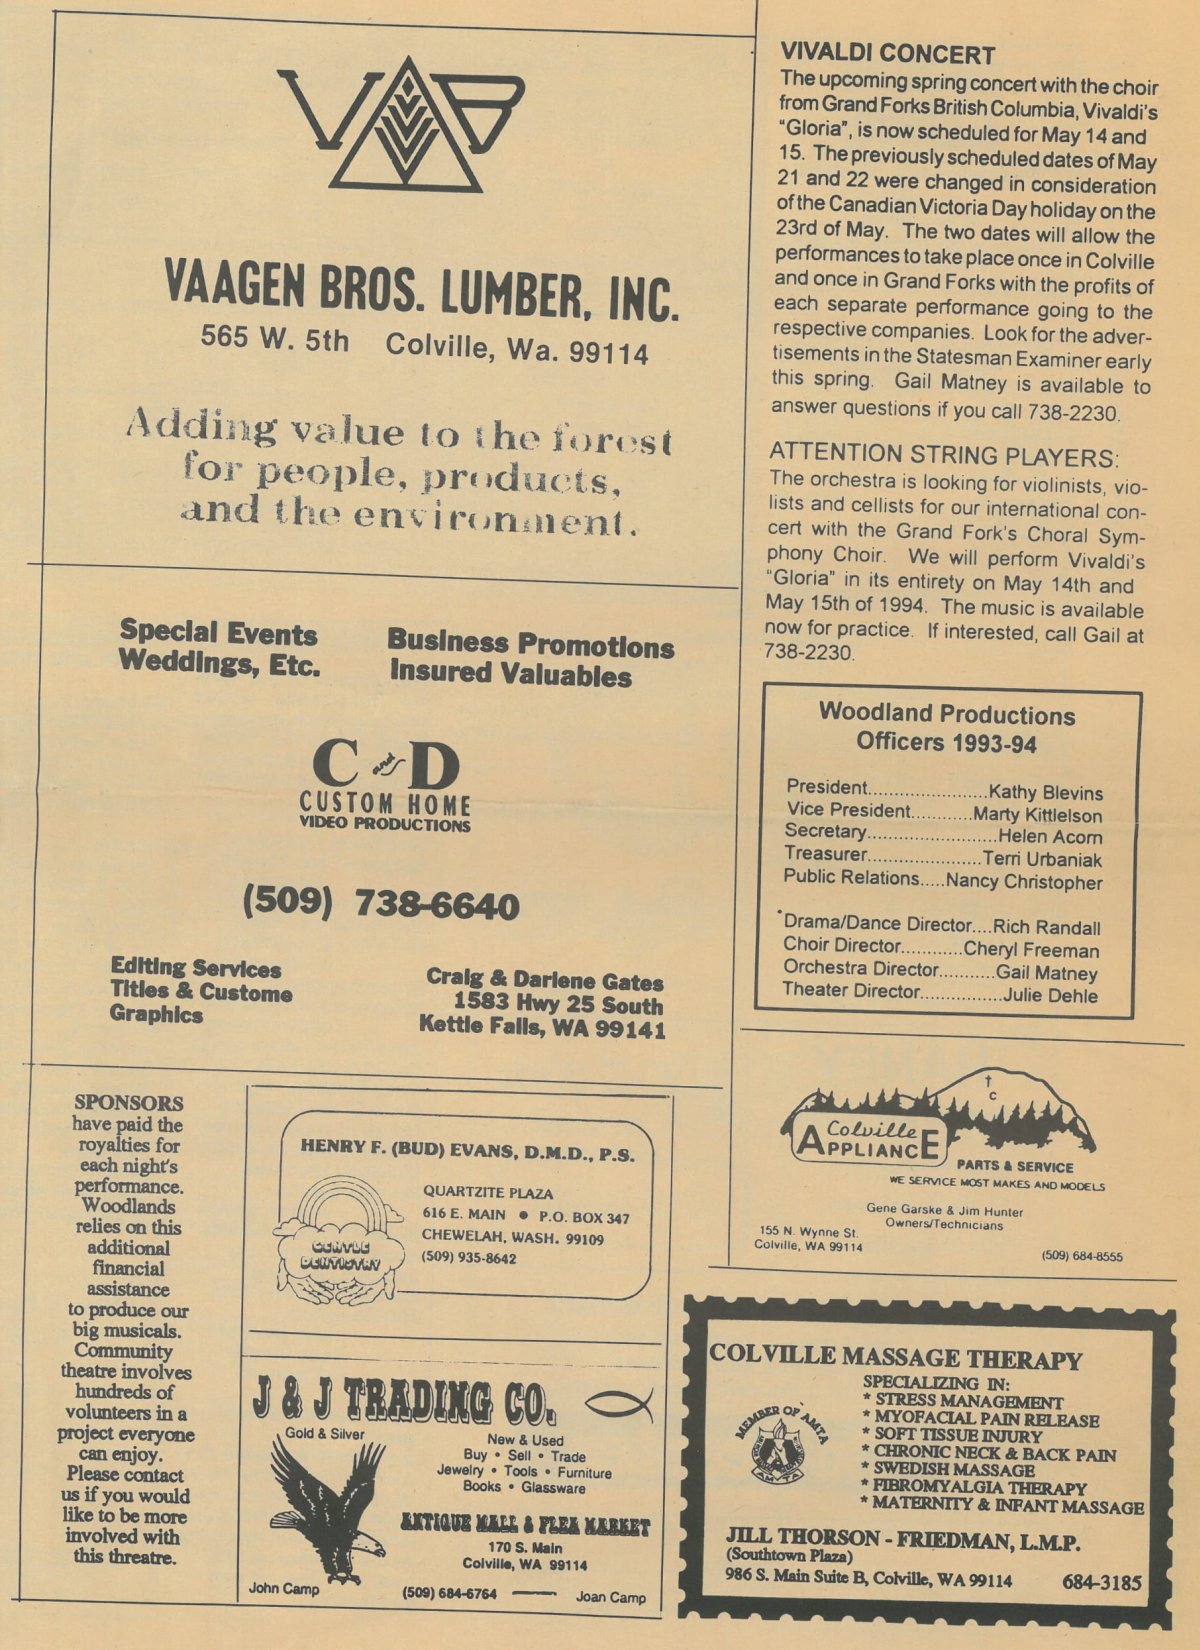 VB
VAAGEN BROS. LUMBER, INC.
565 W. 5th Colville, Wa. 99114
Adding value to the forest
for people, products,
and the environment.
Special Events
Weddings, Etc.
Business Promotions
Insured Valuables
C and D
CUSTOM HOME
VIDEO PRODUCTIONS
(509) 738-6640
Editing Services
Titles & Custome
Graphics
Craig & Darlene Gates
1583 Hwy 25 South
Kettle Falls, WA 99141
SPONSORS
have paid the
royalties for
each night's
performance.
Woodlands
relies on this
additional
financial
assistance
to produce our
big musicals.
Community
theatre involves
hundreds of
volunteers in a
project everyone
can enjoy.
Please contact
us if you would
like to be more
involved with
this threatre.
HENRY F. (BUD) EVANS, D.M.D., P.S.
GENTLE
DENTISTRY
QUARTZITE PLAZA
616 E. MAIN • P.O. BOX 347
CHEWELAH, WASH. 99109
(509) 935-8642
J & J TRADING CO.
Gold & Silver
New & Used
Buy • Sell • Trade
Jewelry • Tools • Furniture
Books • Glassware
ANTIQUE MALL & FLEA MARKET
170 S. Main
Colville, WA 99114
John Camp
(509) 684-6764
Joan Camp
VIVALDI CONCERT
The upcoming spring concert with the choir
from Grand Forks British Columbia, Vivaldi's
"Gloria", is now scheduled for May 14 and
15. The previously scheduled dates of May
21 and 22 were changed in consideration
of the Canadian Victoria Day holiday on the
23rd of May. The two dates will allow the
performances to take place once in Colville
and once in Grand Forks with the profits of
each separate performance going to the
respective companies. Look for the adver-
tisements in the Statesman Examiner early
this spring. Gail Matney is available to
answer questions if you call 738-2230.
ATTENTION STRING PLAYERS:
The orchestra is looking for violinists, vio-
lists and cellists for our international con-
cert with the Grand Fork's Choral Sym-
phony Choir. We will perform Vivaldi's
"Gloria" in its entirety on May 14th and
May 15th of 1994. The music is available
now for practice. If interested, call Gail at
738-2230.
Woodland Productions
Officers 1993-94
President......................Kathy Blevins
Vice President...........Marty Kittlelson
Secretary........................Helen Acorn
Treasurer.....................Terri Urbaniak
Public Relations.....Nancy Christopher
Drama/Dance Director....Rich Randall
Choir Director...........Cheryl Freeman
Orchestra Director..........Gail Matney
Theater Director...............Julie Dehle
t
C
Colville
APPLIANCE
PARTS & SERVICE
WE SERVICE MOST MAKES AND MODELS
Gene Garske & Jim Hunter
Owners/Technicians
155 N. Wynne St.
Colville, WA 99114
(509) 684-8555
COLVILLE MASSAGE THERAPY
SPECIALIZING IN:
* STRESS MANAGEMENT
* MYOFACIAL PAIN RELEASE
* SOFT TISSUE INJURY
* CHRONIC NECK & BACK PAIN
* SWEDISH MASSAGE
* FIBROMYALGIA THERAPY
* MATERNITY & INFANT MASSAGE
MEMBER OF AMTA
AMTA
JILL THORSON - FRIEDMAN, L.M.P.
(Southtown Plaza)
986 S. Main Suite B, Colville, WA 99114 684-3185